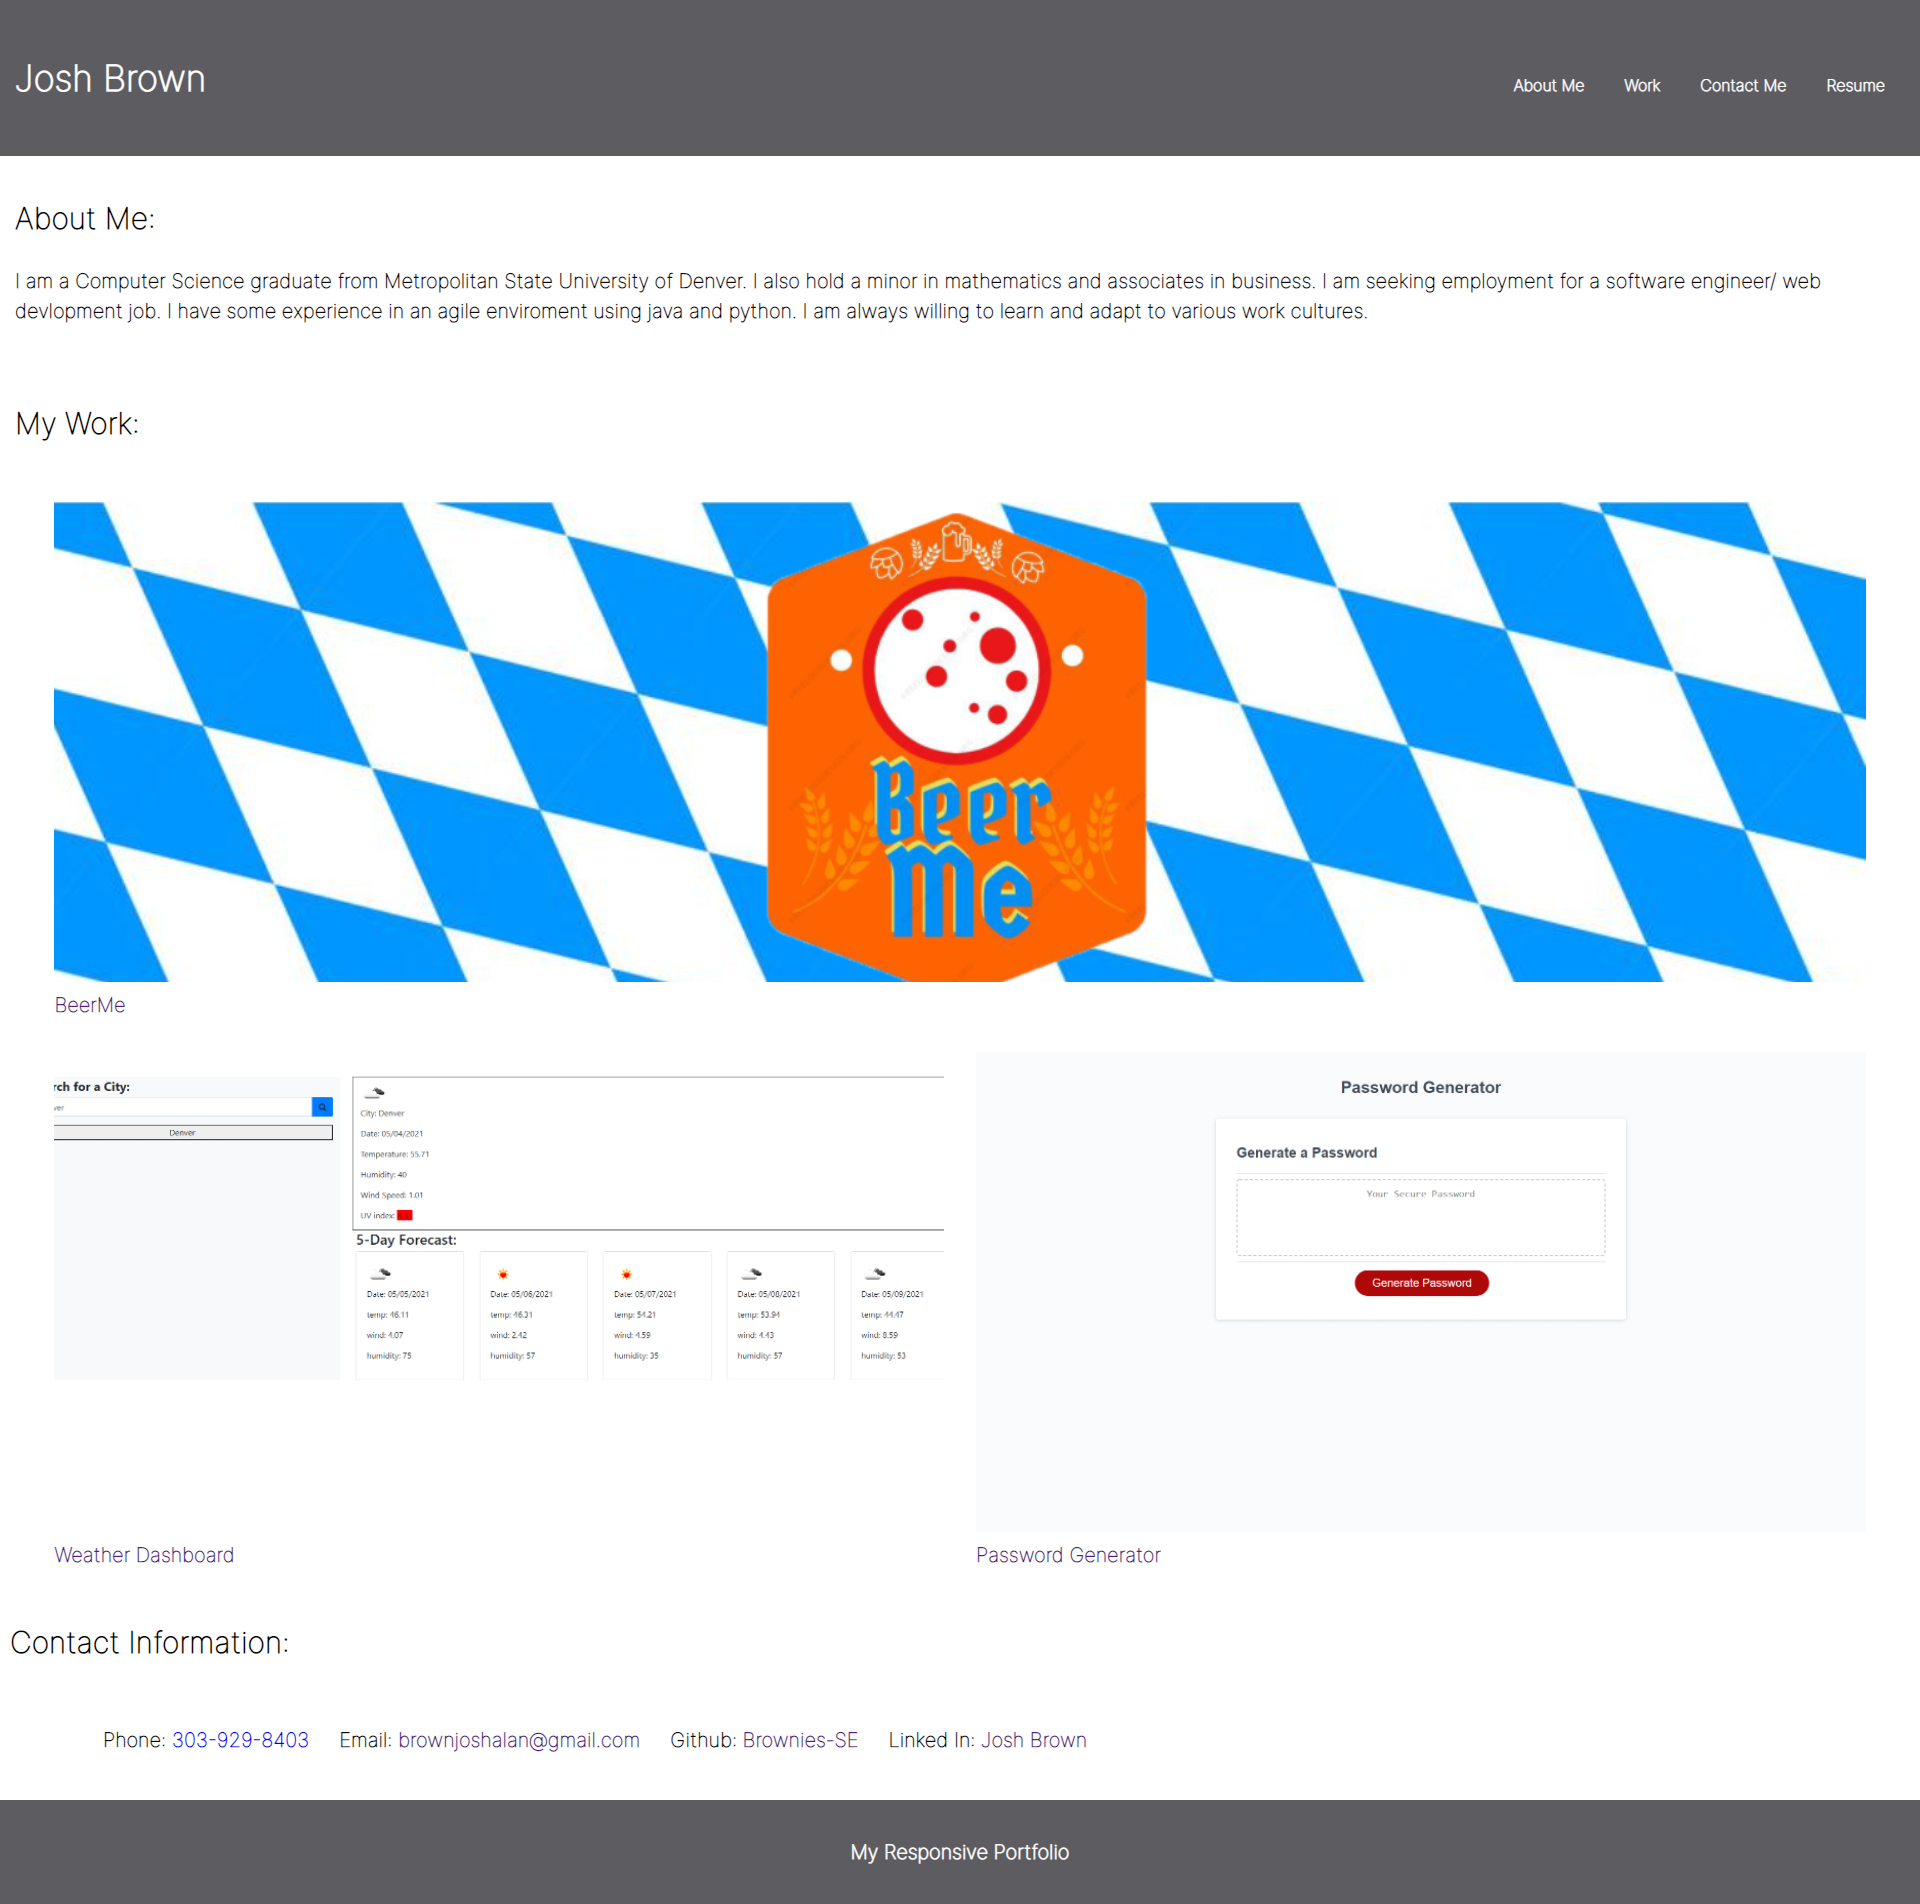 Josh Brown
About Me
Work
Contact Me
Resume
About Me:
I am a Computer Science graduate from Metropolitan State University of Denver. I also hold a minor in mathematics and associates in business. I am seeking employment for a software engineer/ web
devlopment job. I have some experience in an agile enviroment using java and python. I am always willing to learn and adapt to various work cultures.
My Work:
Beer
Me
BeerMe
rch for a City:
ver
Denver
City: Denver
Date: 05/04/2021
Temperature: 55.71
Humidity: 40
Wind Speed: 1.01
UV index:
5-Day Forecast:
Date: 05/05/2021
temp: 46.11
wind: 4.07
humidity: 75
Date: 05/06/2021
temp: 46.31
wind: 2.42
humidity: 57
Date: 05/07/2021
temp: 54.21
wind: 4.59
humidity: 35
Date: 05/08/2021
temp: 53.94
wind: 4.43
humidity: 57
Date: 05/09/2021
temp: 44.47
wind: 8.59
humidity: 53
Password Generator
Generate a Password
Your Secure Password
Generate Password
Weather Dashboard
Password Generator
Contact Information:
Phone: 303-929-8403
Email: brownjoshalan@gmail.com
Github: Brownies-SE
Linked In: Josh Brown
My Responsive Portfolio